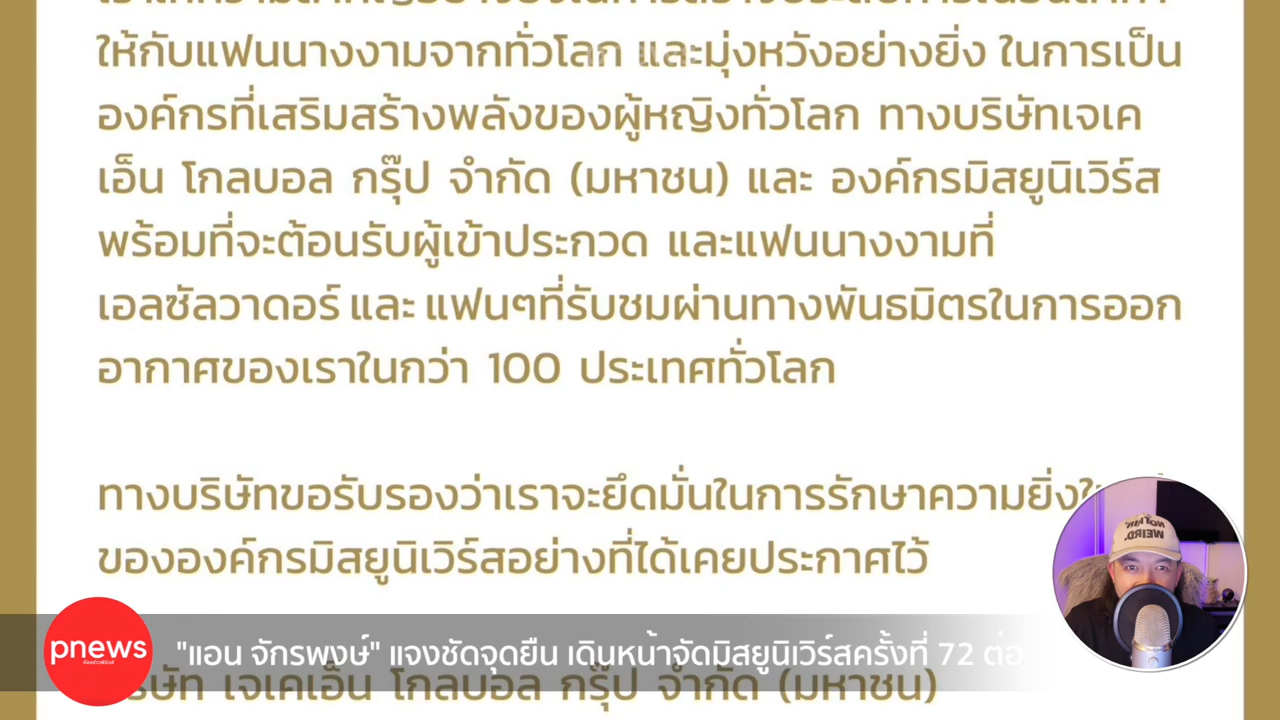 ให้กับแฟนนางงามจากทั่วโลก และมุ่งหวังอย่างยิ่ง ในการเป็น
องค์กรที่เสริมสร้างพลังของผู้หญิงทั่วโลก ทางบริษัทเจเค
เอ็น โกลบอล กรุ๊ป จำกัด (มหาชน) และ องค์กรมิสยูนิเวิร์ส
พร้อมที่จะต้อนรับผู้เข้าประกวด และแฟนนางงามที่
เอลซัลวาดอร์ และ แฟนๆที่รับชมผ่านทางพันธมิตรในการออก
อากาศของเราในกว่า 100 ประเทศทั่วโลก
ทางบริษัทขอรับรองว่าเราจะยึดมั่นในการรักษาความ
ขององค์กรมิสยูนิเวิร์สอย่างที่ได้เคยประกาศไว้
pnews
"แอน จักรพงษ์" แจงชัดจุดยืน เดินหน้าจัดมิสยูนิเวิร์สครั้งที่ 72 ต่อ
เจเคเอ็น โกลบอล กรุ๊ป จำกัด (มหาชน)
NOTHIN'
WEIRD.